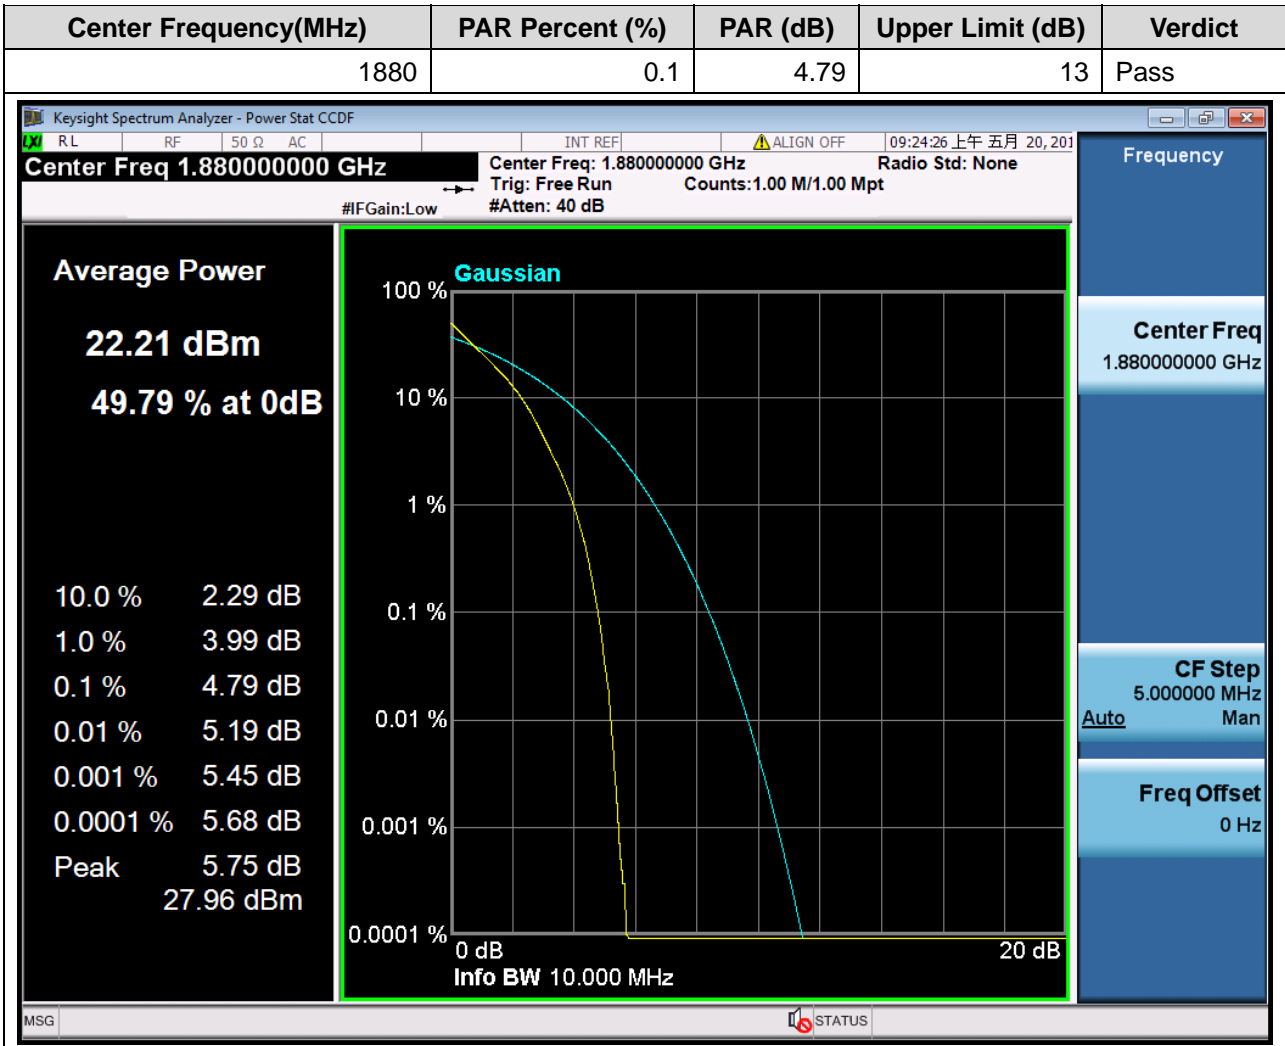 Center Frequency(MHz) PAR Percent (%) PAR (dB) Upper Limit (dB) Verdict
1880 0.1 4.79 13 Pass
Keysight Spectrum Analyzer - Power Stat CCDF
LXI RL RF 50 Ω AC INT REF ALIGN OFF 09:24:26 上午 五月 20, 201
Center Freq 1.880000000 GHz
Center Freq: 1.880000000 GHz Radio Std: None
Trig: Free Run Counts:1.00 M/1.00 Mpt
#IFGain:Low #Atten: 40 dB
Average Power
22.21 dBm
49.79 % at 0dB
10.0 % 2.29 dB
1.0 % 3.99 dB
0.1 % 4.79 dB
0.01 % 5.19 dB
0.001 % 5.45 dB
0.0001 % 5.68 dB
Peak 5.75 dB
27.96 dBm
Gaussian
100 %
10 %
1 %
0.1 %
0.01 %
0.001 %
0.0001 %
0 dB 20 dB
Info BW 10.000 MHz
Frequency
Center Freq
1.880000000 GHz
CF Step
5.000000 MHz
Auto Man
Freq Offset
0 Hz
MSG STATUS